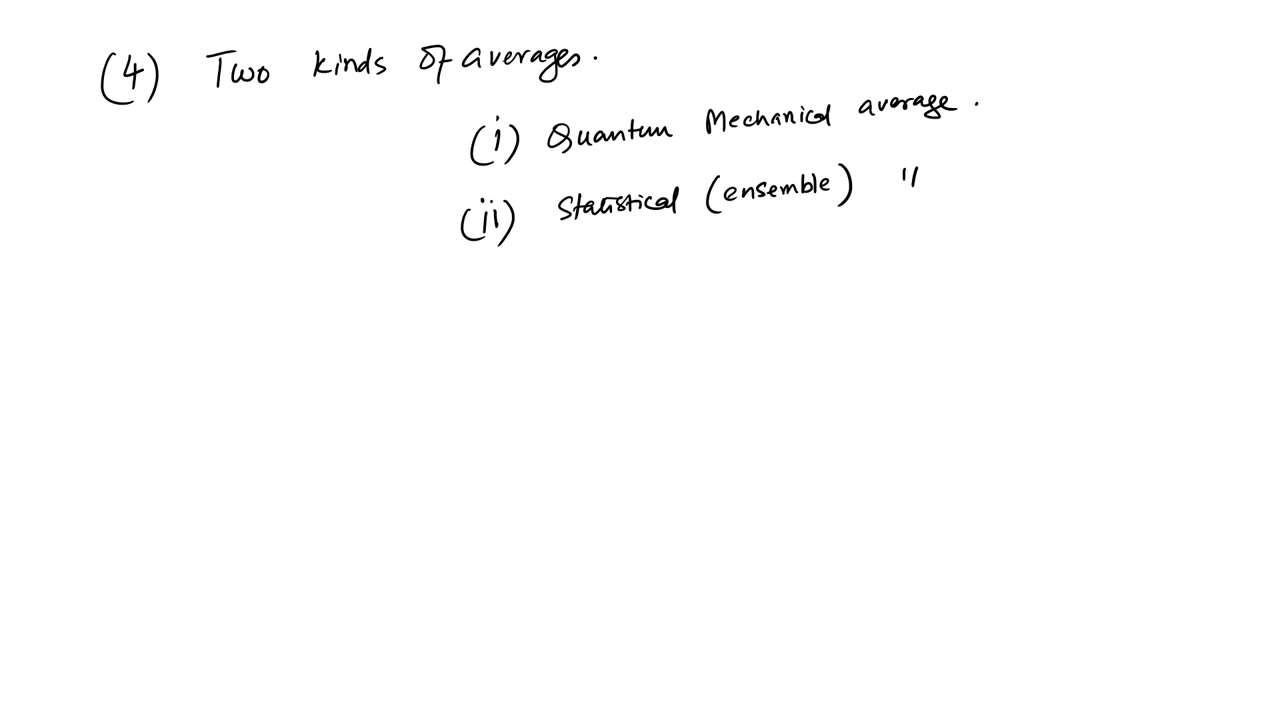 (4) Two kinds of averages.
(i) Quantum Mechanical average.
(ii) Statistical (ensemble) "